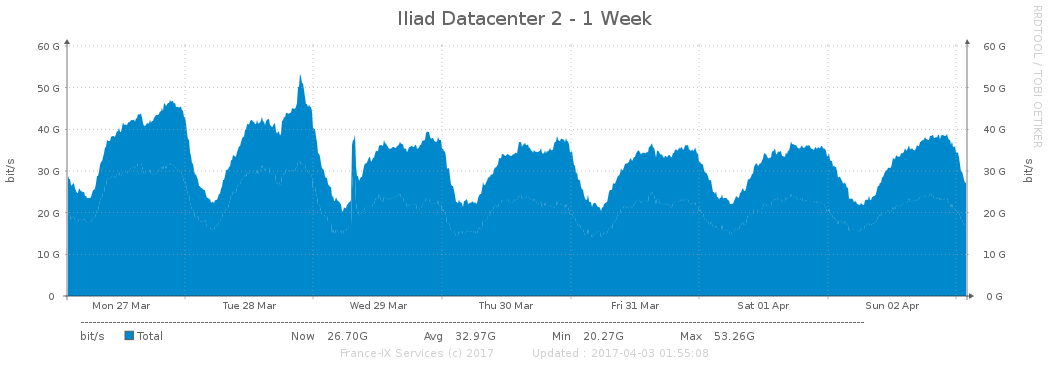 Iliad Datacenter 2 - 1 Week
RRDTOOL / TOBI OETIKER
60 G 60 G
50 G 50 G
40 G 40 G
30 G 30 G
20 G 20 G
10 G 10 G
0 0 G
bit/s bit/s
Mon 27 Mar Tue 28 Mar Wed 29 Mar Thu 30 Mar Fri 31 Mar Sat 01 Apr Sun 02 Apr
bit/s Total Now 26.70G Avg 32.97G Min 20.27G Max 53.26G
France-IX Services (c) 2017 Updated : 2017-04-03 01:55:08